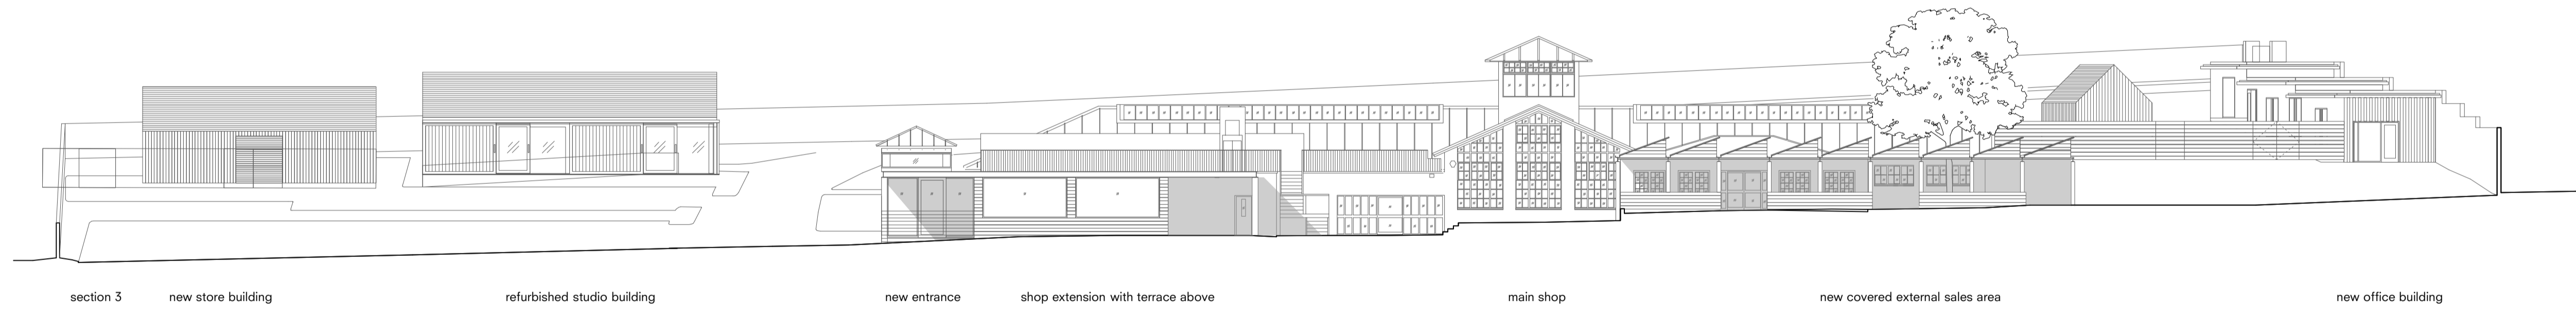 section 3 new store building refurbished studio building new entrance shop extension with terrace above main shop new covered external sales area new office building